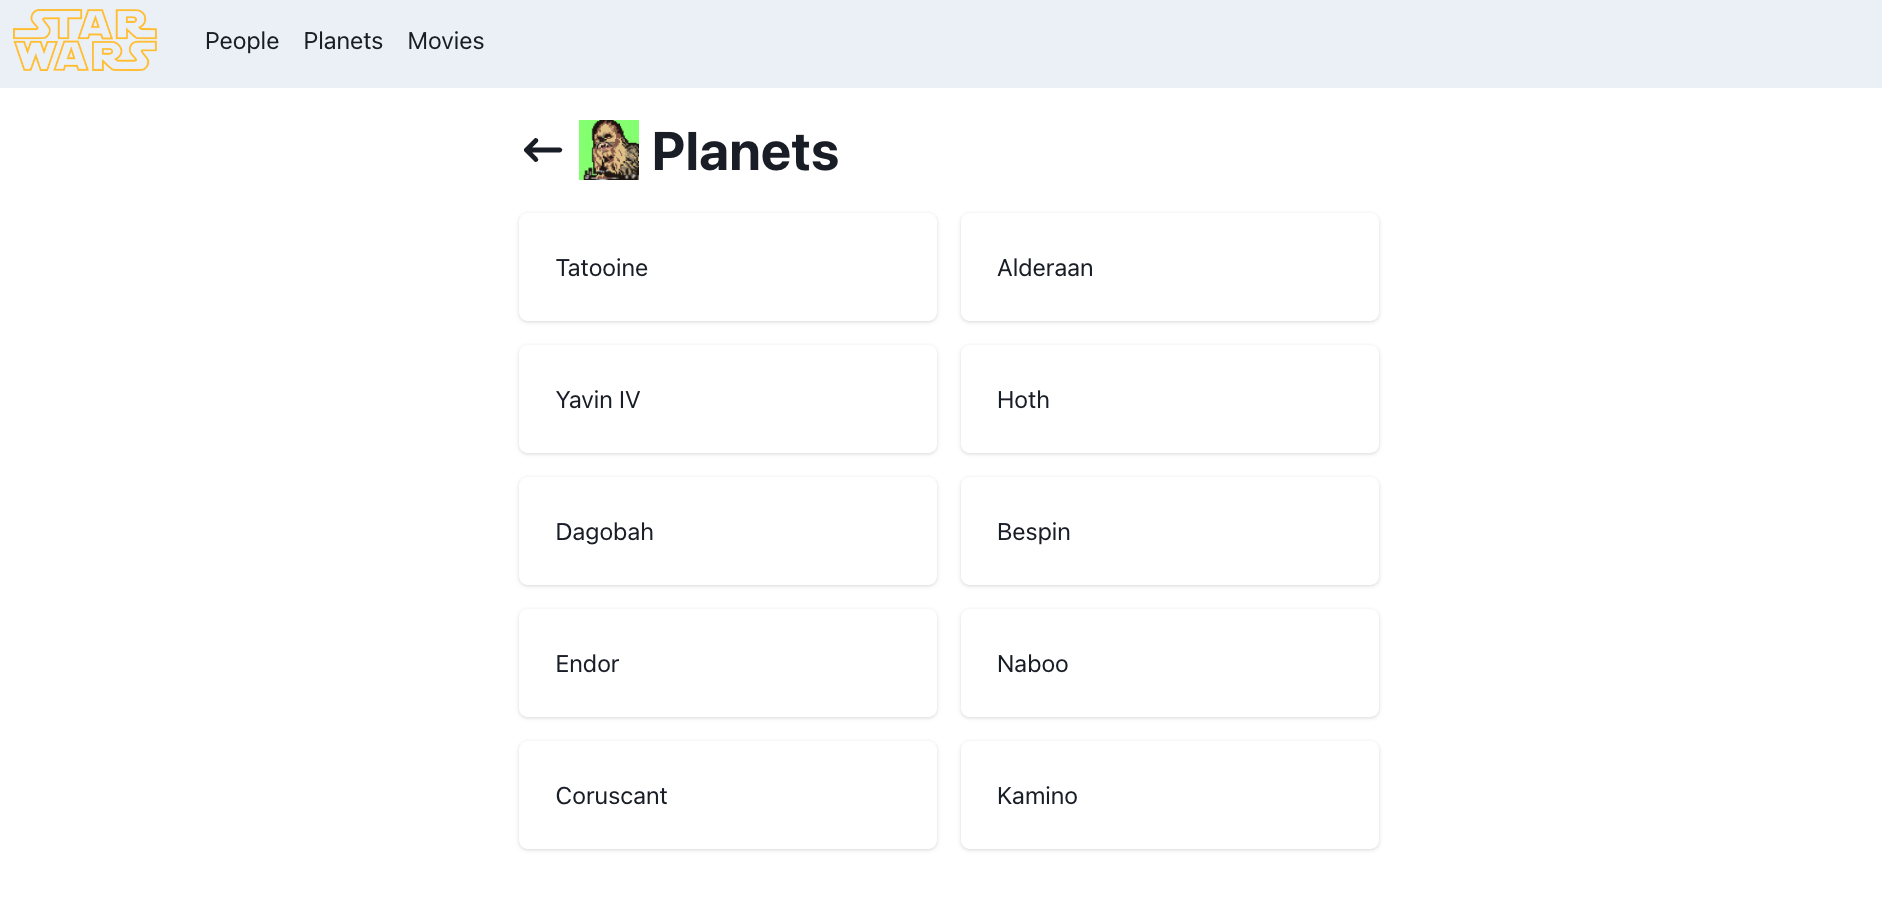 STAR
WARS
People Planets Movies
Planets
Tatooine
Alderaan
Yavin IV
Hoth
Dagobah
Bespin
Endor
Naboo
Coruscant
Kamino